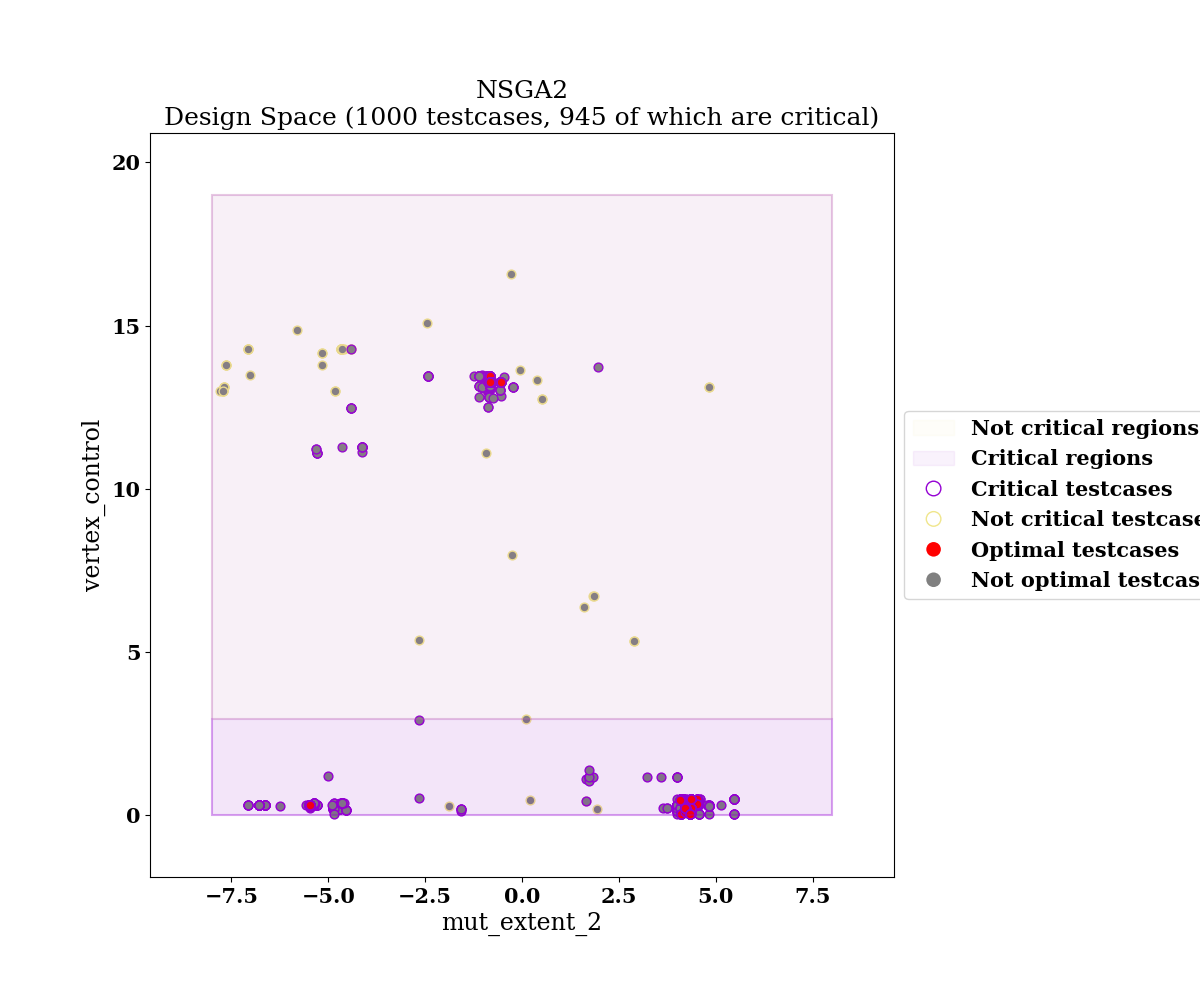 NSGA2
Design Space (1000 testcases, 945 of which are critical)
20
15
10
5
0
vertex_control
−7.5 −5.0 −2.5 0.0 2.5 5.0 7.5
mut_extent_2
Not critical regions
Critical regions
Critical testcases
Not critical testcase
Optimal testcases
Not optimal testcas